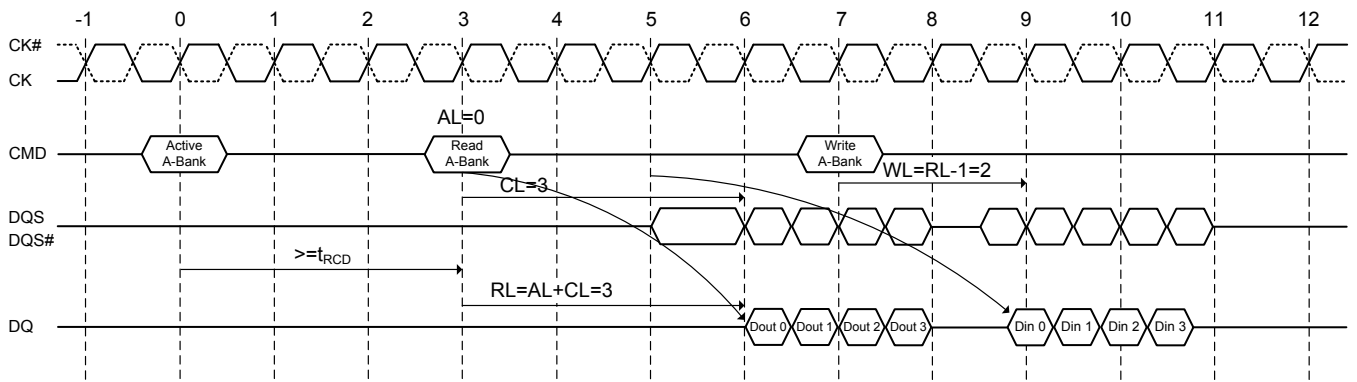 -1 0 1 2 3 4 5 6 7 8 9 10 11 12
CK#
CK
AL=0
CMD Active A-Bank Read A-Bank Write A-Bank
CL=3 WL=RL-1=2
DQS
DQS#
>=tRCD
RL=AL+CL=3
DQ Dout 0 Dout 1 Dout 2 Dout 3 Din 0 Din 1 Din 2 Din 3